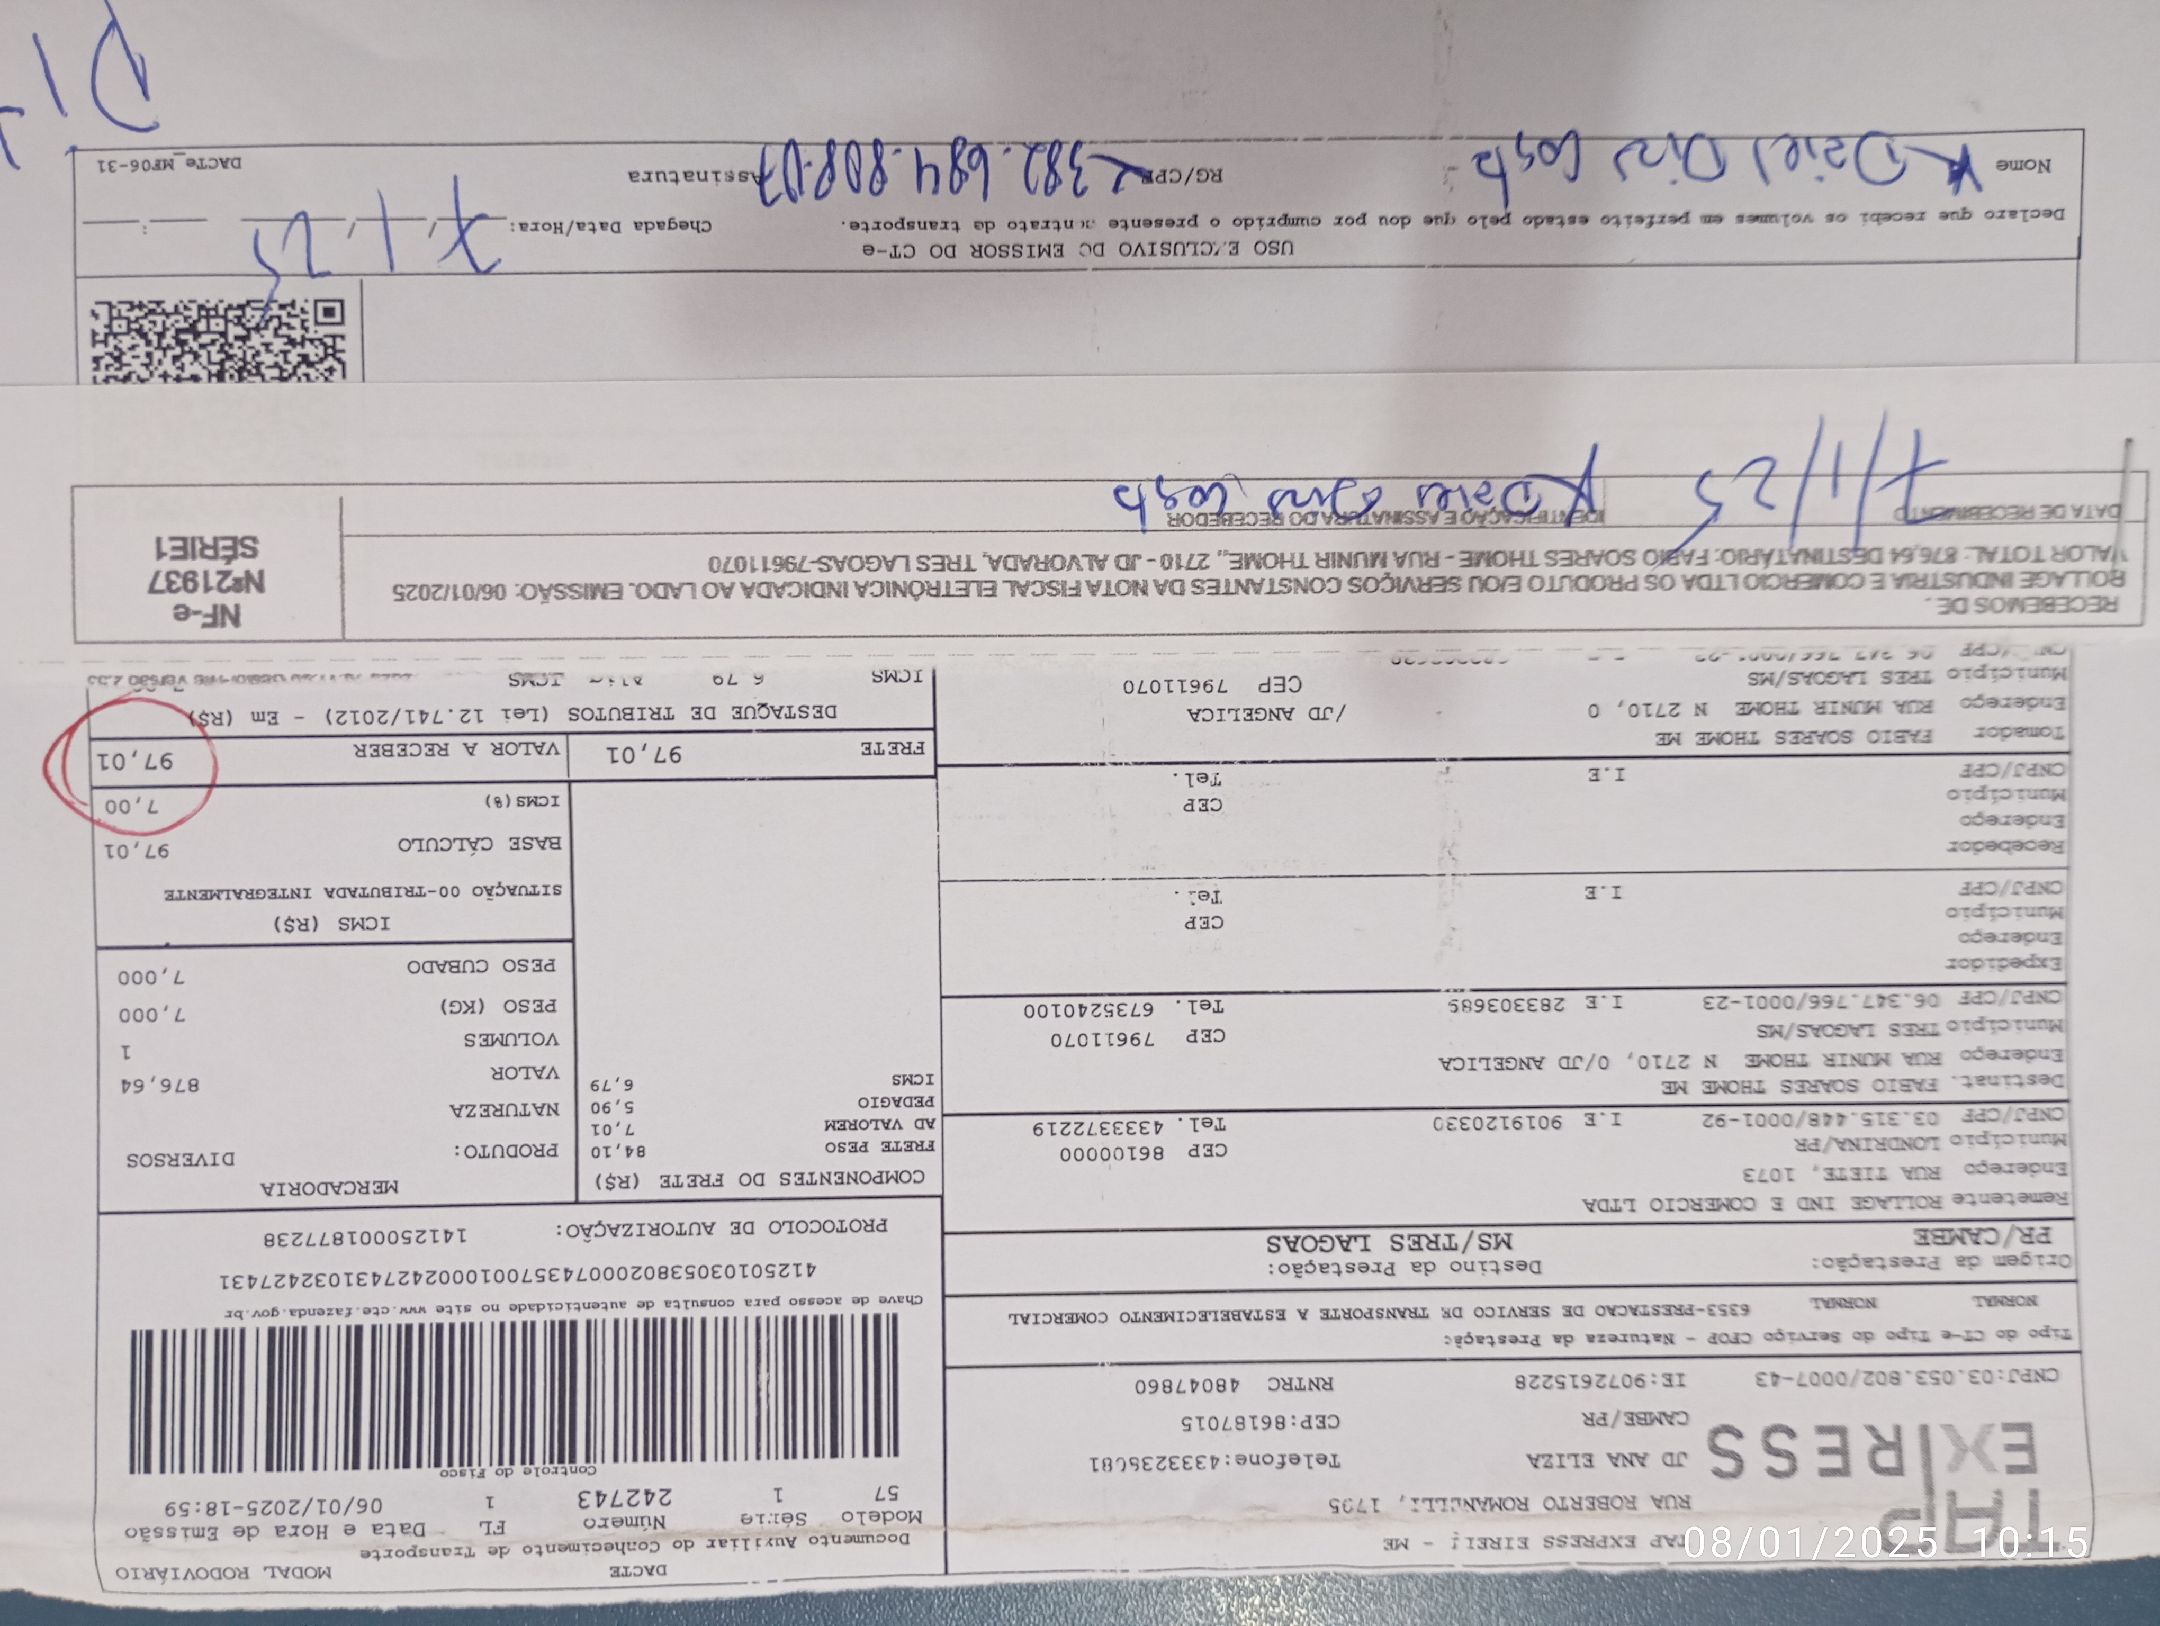 DACTE
MODAL RODOVIÁRIO
Documento Auxiliar do Conhecimento de Transporte
Modelo Série Número FL Data e Hora de Emissão
57 1 242743 1 06/01/2025-18:59
Controle do Fisco
TAP
EXPRESS
TAP EXPRESS EIRELI - ME
RUA ROBERTO ROMANELLI,
JD ANA ELIZA
CAMBE/PR CEP:86187015
CNPJ:03.053.802/0007-43 IE:9072615228 RNTRC 48047860
Chave de acesso para consulta de autenticidade no site www.cte.fazenda.gov.br
41250103053802000743570010002427431032427431
PROTOCOLO DE AUTORIZAÇÃO: 141250001877238
Tipo do CT-e Tipo do Serviço CFOP - Natureza da Prestação
NORMAL NORMAL 6353-PRESTACAO DE SERVICO DE TRANSPORTE A ESTABELECIMENTO COMERCIAL
Origem da Prestação: Destino da Prestação:
PR/CAMBE MS/TRES LAGOAS
Remetente ROLLAGE IND E COMERCIO LTDA
Endereço RUA TIETE, 1073
Município LONDRINA/PR CEP 86100000
CNPJ/CPF 03.315.448/0001-92 I.E 9019120330 Tel. 4333372219
Destinat. FABIO SOARES THOME ME
Endereço RUA MUNIR THOME N 2710, 0/JD ANGELICA
Município TRES LAGOAS/MS CEP 79611070
CNPJ/CPF 06.347.766/0001-23 I.E 283303689 Tel. 6735240100
Expedidor
Endereço
Município CEP
CNPJ/CPF I.E Tel.
Recebedor
Endereço
Município CEP
CNPJ/CPF I.E Tel.
Tomador FABIO SOARES THOME ME
Endereço RUA MUNIR THOME N 2710, 0 /JD ANGELICA
Município TRES LAGOAS/MS CEP 79611070
COMPONENTES DO FRETE (R$)
FRETE PESO 84,10
AD VALOREM 7,01
PEDAGIO 5,90
ICMS 6,79
MERCADORIA
PRODUTO: DIVERSOS
NATUREZA
VALOR 876,64
VOLUMES 1
PESO (KG) 7,000
PESO CUBADO 7,000
ICMS (R$)
SITUAÇÃO 00-TRIBUTADA INTEGRALMENTE
BASE CÁLCULO 97,01
ICMS(%) 7,00
FRETE 97,01 VALOR A RECEBER 97,01
DESTAQUE DE TRIBUTOS (Lei 12.741/2012) - Em (R$)
ICMS 6,79 ICMS
RECEBEMOS DE .
ROLLAGE INDUSTRIA E COMERCIO LTDA OS PRODUTO E/OU SERVIÇOS CONSTANTES DA NOTA FISCAL ELETRÔNICA INDICADA AO LADO. EMISSÃO: 06/01/2025
VALOR TOTAL: 876,64 DESTINATÁRIO: FABIO SOARES THOME - RUA MUNIR THOME,, 2710 - JD ALVORADA, TRES LAGOAS-79611070
DATA DE RECEBIMENTO IDENTIFICAÇÃO E ASSINATURA DO RECEBEDOR
7/1/25
NF-e
Nº21937
SÉRIE1
USO EXCLUSIVO DO EMISSOR DO CT-e
Declaro que recebi os volumes em perfeito estado pelo que dou por cumprido o presente contrato de transporte.
Chegada Data/Hora: 7/1/25
Nome RG/CPF 382.684.808.07 Assinatura
DACTe_MF06-31
08/01/2025 10:15